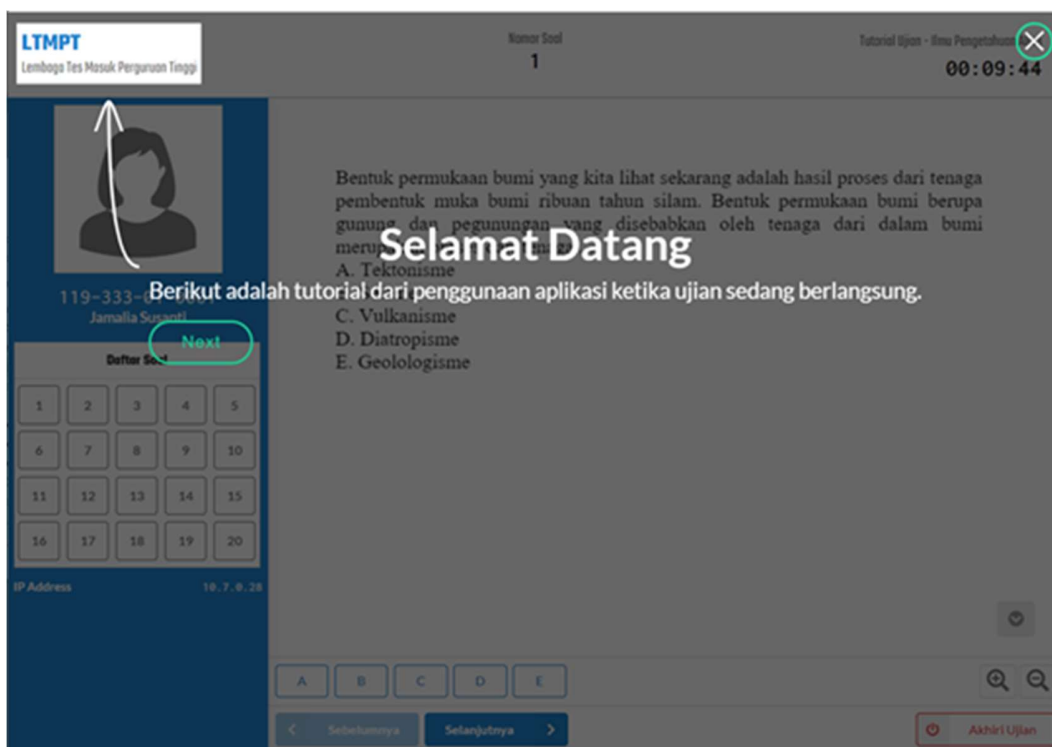 LTMPT
Lembaga Tes Masuk Perguruan Tinggi
Nomor Soal
1
Tutorial Ujian - Ilmu Pengetahuan
00:09:44
Bentuk permukaan bumi yang kita lihat sekarang adalah hasil proses dari tenaga
pembentuk muka bumi ribuan tahun silam. Bentuk permukaan bumi berupa
gunung dan pegunungan yang disebabkan oleh tenaga dari dalam bumi
Selamat Datang
A. Tektonisme
Berikut adalah tutorial dari penggunaan aplikasi ketika ujian sedang berlangsung.
C. Vulkanisme
D. Diatropisme
E. Geolologisme
119-333-
Jamalia Susanti
Next
Daftar Soal
1 2 3 4 5
6 7 8 9 10
11 12 13 14 15
16 17 18 19 20
IP Address 10.7.0.28
A B C D E
Sebelumnya Selanjutnya Akhiri Ujian